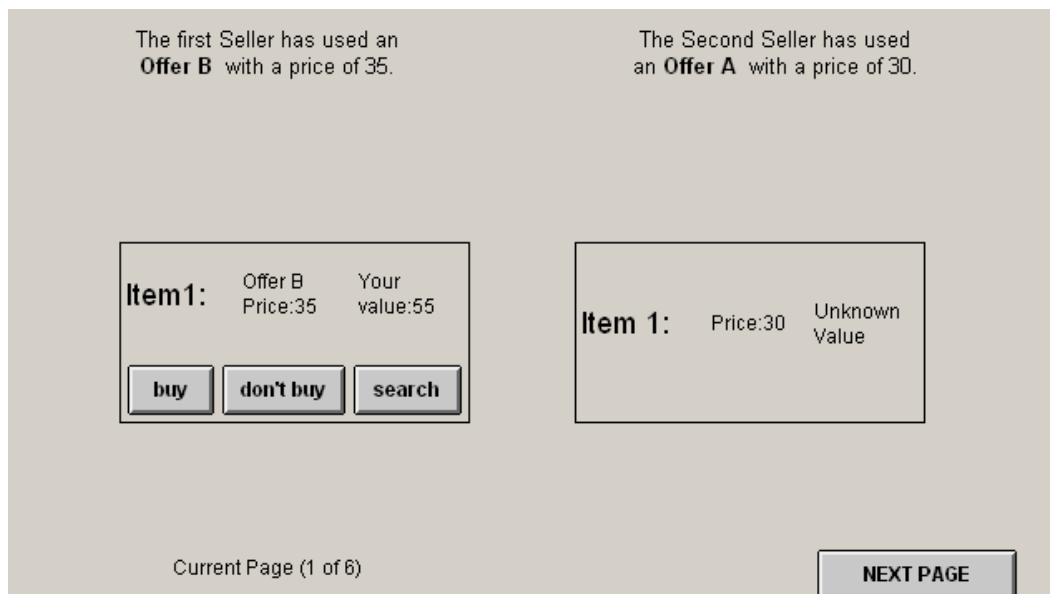 The first Seller has used an
Offer B with a price of 35.
The Second Seller has used
an Offer A with a price of 30.
Item1:
Offer B
Price:35
Your
value:55
buy
don't buy
search
Item 1:
Price:30
Unknown
Value
Current Page (1 of 6)
NEXT PAGE